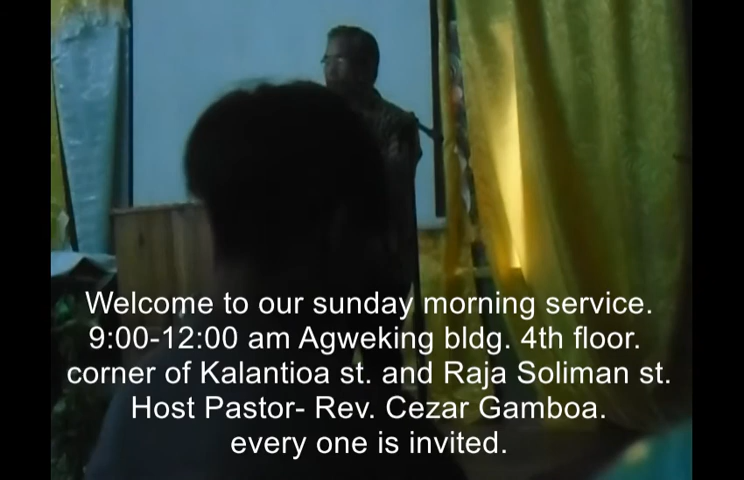 Welcome to our sunday morning service.
9:00-12:00 am Agweking bldg. 4th floor.
corner of Kalantioa st. and Raja Soliman st.
Host Pastor- Rev. Cezar Gamboa.
every one is invited.